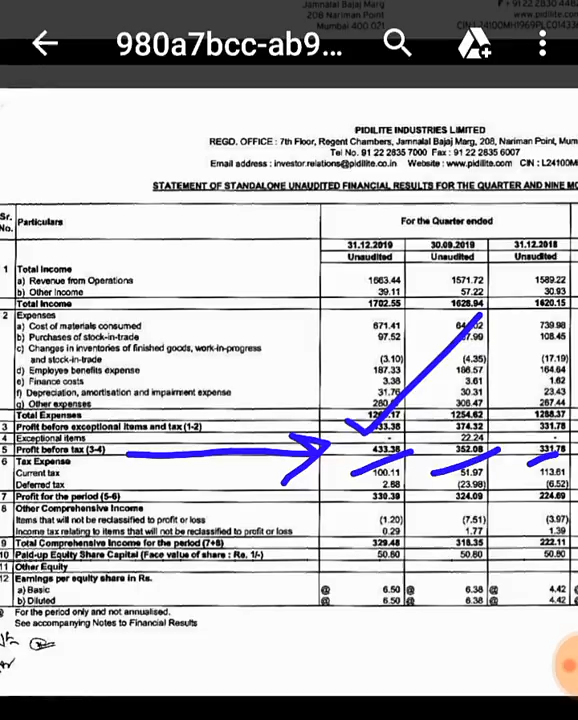 Jamnalal Bajaj Marg
208 Nariman Point
Mumbai 400 021
980a7bcc-ab9...
PIDILITE INDUSTRIES LIMITED
REGD. OFFICE : 7th Floor, Regent Chambers, Jamnalal Bajaj Marg, 208, Nariman Point, Mum
Tel No. 91 22 2835 7000 Fax : 91 22 2835 6007
Email address : investor.relations@pidilite.co.in Website : www.pidilite.com CIN : L24100M
STATEMENT OF STANDALONE UNAUDITED FINANCIAL RESULTS FOR THE QUARTER AND NINE MO
Sr. No. Particulars For the Quarter ended
31.12.2019 30.09.2019 31.12.2018
Unaudited Unaudited Unaudited
1 Total Income
a) Revenue from Operations 1663.44 1571.72 1589.22
b) Other Income 39.11 57.22 30.93
Total Income 1702.55 1628.94 1620.15
2 Expenses
a) Cost of materials consumed 671.41 739.98
b) Purchases of stock-in-trade 97.52 108.45
c) Changes in inventories of finished goods, work-in-progress
and stock-in-trade (3.10) (4.35) (17.19)
d) Employee benefits expense 187.33 186.57 164.64
e) Finance costs 3.38 3.61 1.62
f) Depreciation, amortisation and impairment expense 31.76 30.31 23.43
g) Other expenses 306.47 267.44
Total Expenses 1254.62 1288.37
3 Profit before exceptional items and tax (1-2) 374.32 331.78
4 Exceptional items - 22.24 -
5 Profit before tax (3-4) 433.38 352.08 331.78
6 Tax Expense
Current tax 100.11 51.97 113.61
Deferred tax 2.88 (23.98) (6.52)
7 Profit for the period (5-6) 330.39 324.09 224.69
8 Other Comprehensive Income
Items that will not be reclassified to profit or loss (1.20) (7.51) (3.97)
Income tax relating to items that will not be reclassified to profit or loss 0.29 1.77 1.39
9 Total Comprehensive Income for the period (7+8) 329.48 318.35 222.11
10 Paid-up Equity Share Capital (Face value of share : Re. 1/-) 50.80 50.80 50.80
11 Other Equity
12 Earnings per equity share in Rs.
a) Basic @ 6.50 @ 6.38 @ 4.42 @
b) Diluted @ 6.50 @ 6.38 @ 4.42 @
@ For the period only and not annualised.
See accompanying Notes to Financial Results